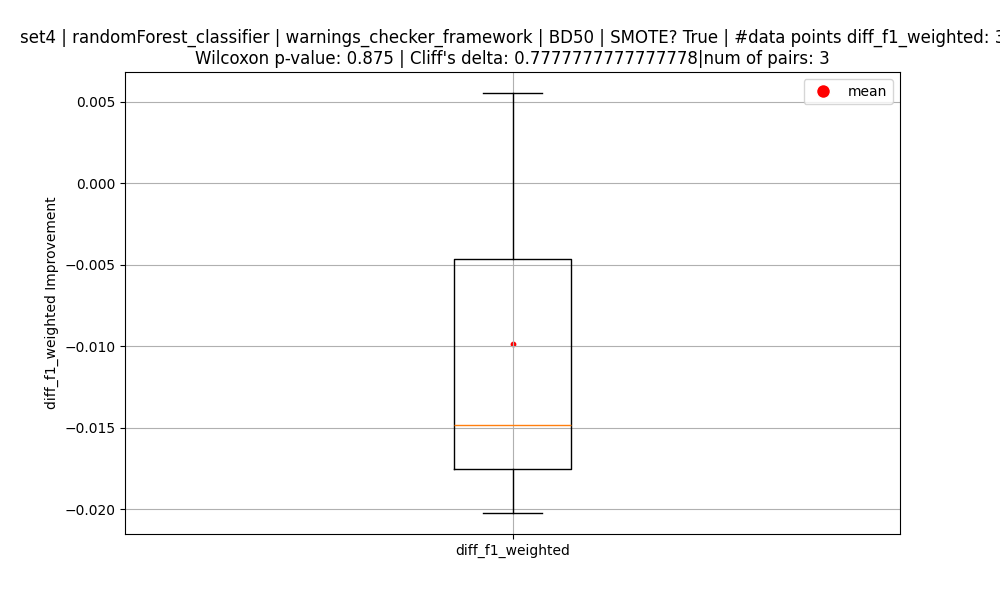 set4 | randomForest_classifier | warnings_checker_framework | BD50 | SMOTE? True | #data points diff_f1_weighted: 3
Wilcoxon p-value: 0.875 | Cliff's delta: 0.7777777777777778|num of pairs: 3
mean
0.005
0.000
−0.005
−0.010
−0.015
−0.020
diff_f1_weighted Improvement
diff_f1_weighted